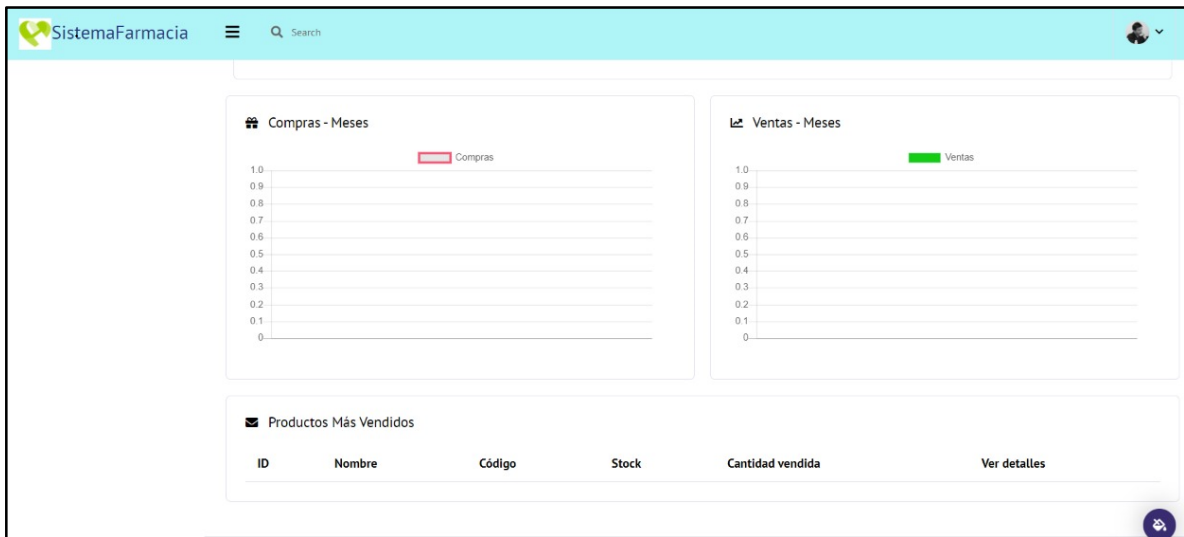 SistemaFarmacia
Search
Compras - Meses
Compras
1.0
0.9
0.8
0.7
0.6
0.5
0.4
0.3
0.2
0.1
0
Ventas - Meses
Ventas
1.0
0.9
0.8
0.7
0.6
0.5
0.4
0.3
0.2
0.1
0
Productos Más Vendidos
ID Nombre Código Stock Cantidad vendida Ver detalles